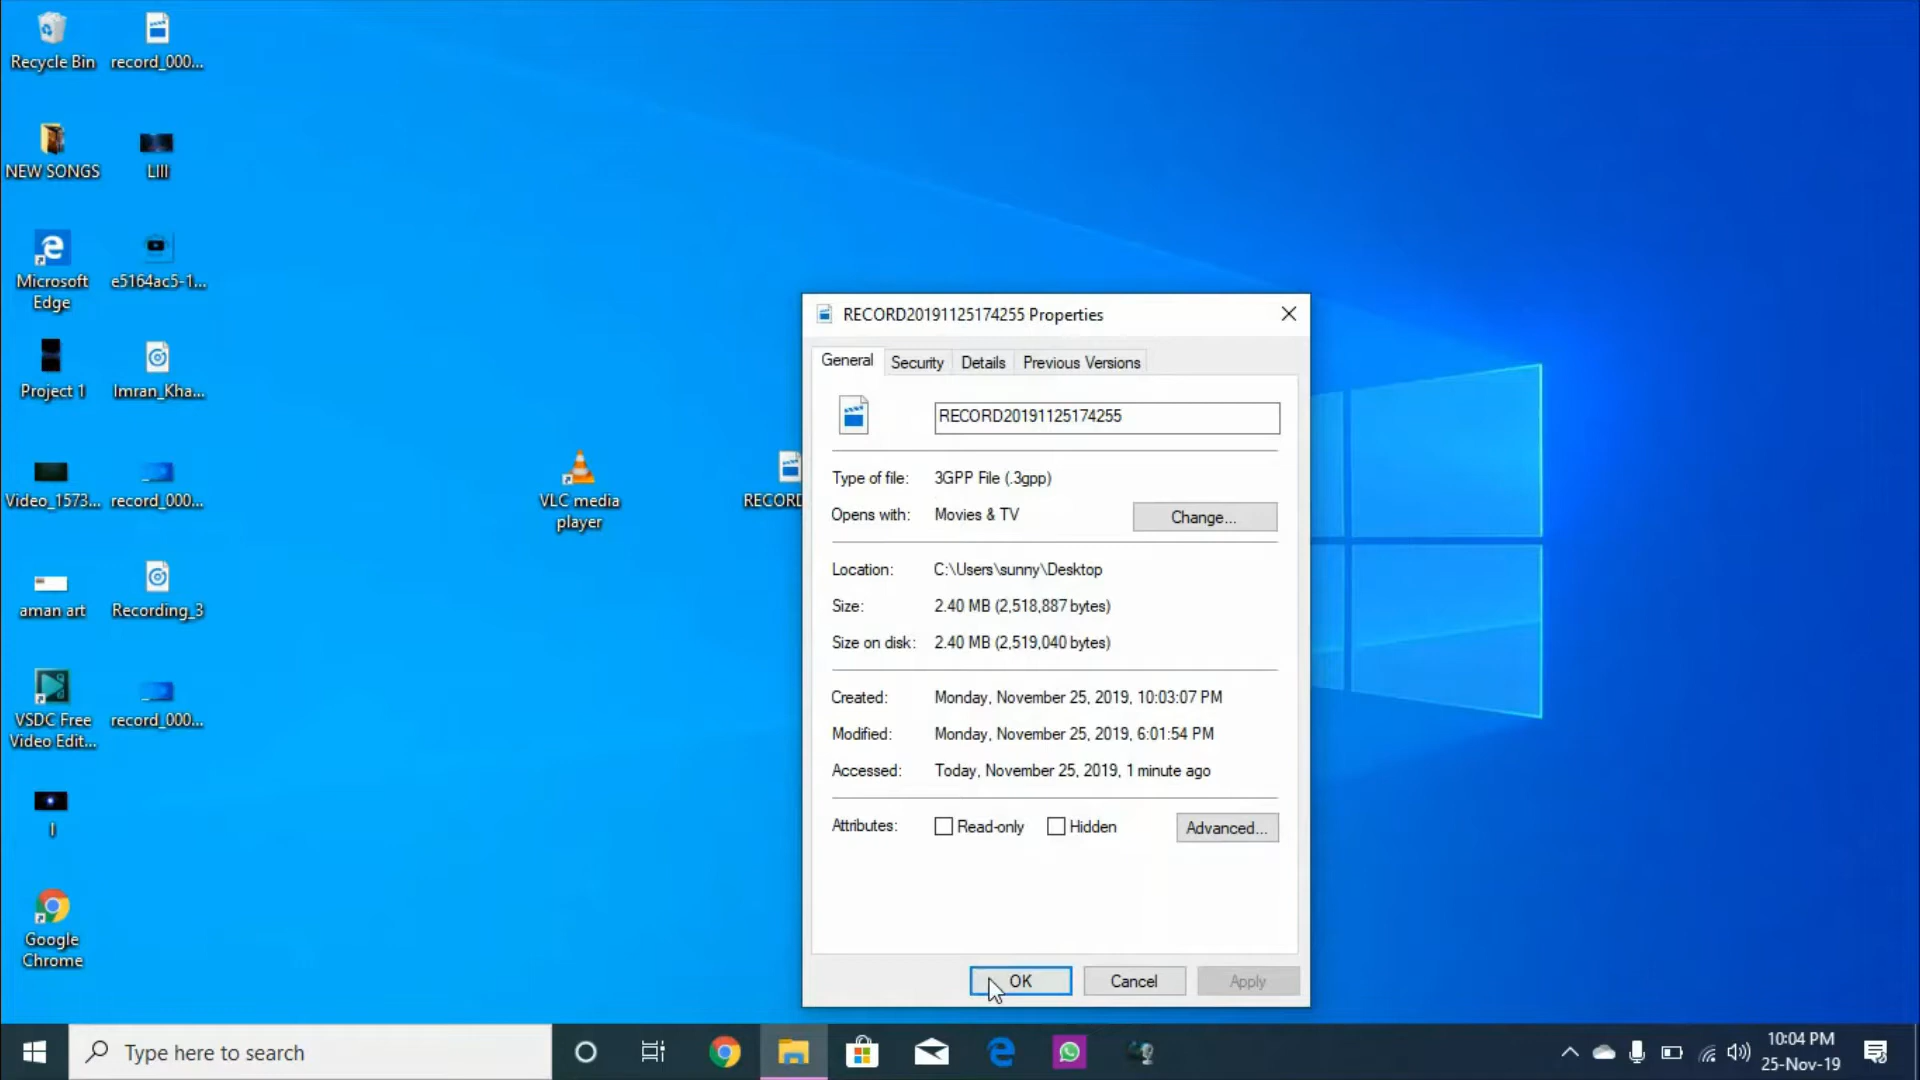 Recycle Bin
record_000...
NEW SONGS
LIII
Microsoft
Edge
e5164ac5-1...
Project 1
Imran_Kha...
Video_1573...
record_000...
aman art
Recording_3
VSDC Free
Video Edit...
record_000...
l
Google
Chrome
VLC media
player
RECORD
RECORD20191125174255 Properties
General
Security
Details
Previous Versions
RECORD20191125174255
Type of file: 3GPP File (.3gpp)
Opens with: Movies & TV
Change...
Location: C:\Users\sunny\Desktop
Size: 2.40 MB (2,518,887 bytes)
Size on disk: 2.40 MB (2,519,040 bytes)
Created: Monday, November 25, 2019, 10:03:07 PM
Modified: Monday, November 25, 2019, 6:01:54 PM
Accessed: Today, November 25, 2019, 1 minute ago
Attributes: Read-only Hidden
Advanced...
OK
Cancel
Apply
Type here to search
10:04 PM
25-Nov-19